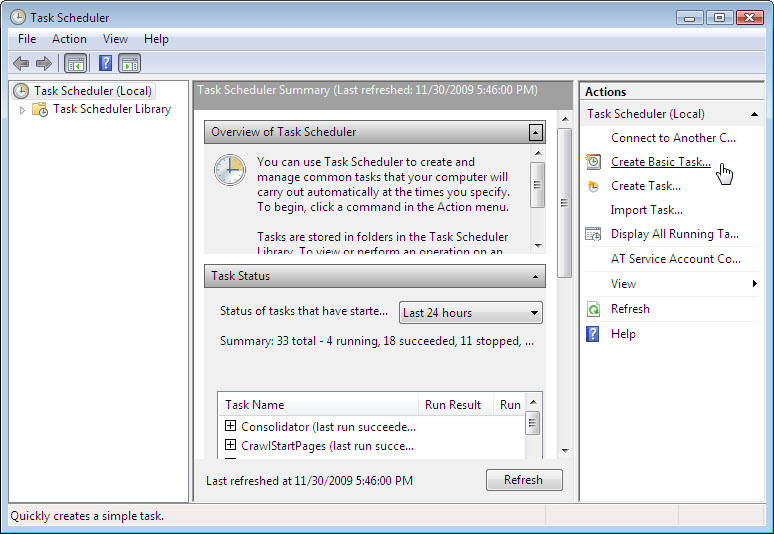 Task Scheduler
File Action View Help
Task Scheduler (Local)
Task Scheduler Library
Task Scheduler Summary (Last refreshed: 11/30/2009 5:46:00 PM)
Overview of Task Scheduler
You can use Task Scheduler to create and
manage common tasks that your computer will
carry out automatically at the times you specify.
To begin, click a command in the Action menu.
Tasks are stored in folders in the Task Scheduler
Library. To view or perform an operation on an
Task Status
Status of tasks that have starte...
Last 24 hours
Summary: 33 total - 4 running, 18 succeeded, 11 stopped, ...
Task Name Run Result Run
Consolidator (last run succeede...
CrawlStartPages (last run succe...
Last refreshed at 11/30/2009 5:46:00 PM
Refresh
Actions
Task Scheduler (Local)
Connect to Another C...
Create Basic Task...
Create Task...
Import Task...
Display All Running Ta...
AT Service Account Co...
View
Refresh
Help
Quickly creates a simple task.